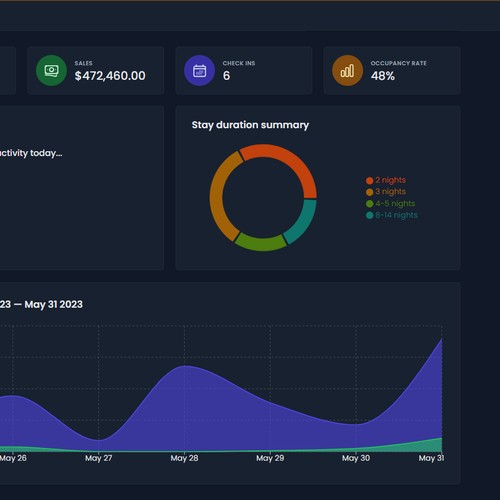 SALES
$472,460.00
CHECK INS
6
OCCUPANCY RATE
48%
ctivity today...
Stay duration summary
2 nights
3 nights
4-5 nights
8-14 nights
23 — May 31 2023
May 26 May 27 May 28 May 29 May 30 May 31